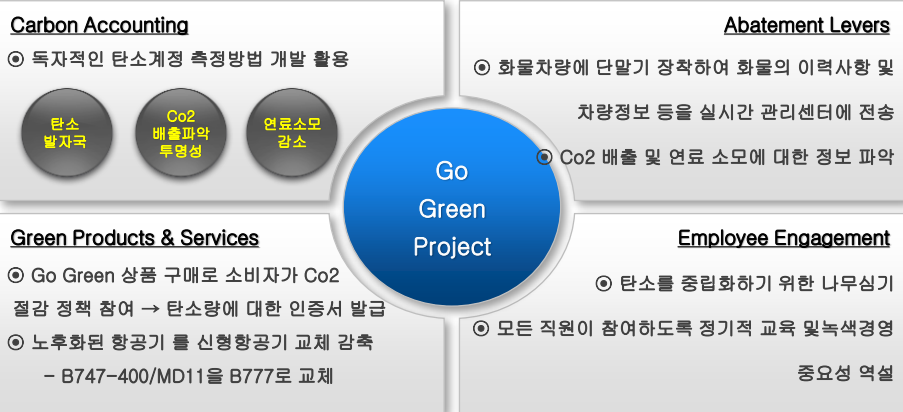 Carbon Accounting
◉ 독자적인 탄소계정 측정방법 개발 활용
탄소
발자국
Co2
배출파악
투명성
연료소모
감소
Abatement Levers
◉ 화물차량에 단말기 장착하여 화물의 이력사항 및
차량정보 등을 실시간 관리센터에 전송
◉ Co2 배출 및 연료 소모에 대한 정보 파악
Go
Green
Project
Green Products & Services
◉ Go Green 상품 구매로 소비자가 Co2
절감 정책 참여 → 탄소량에 대한 인증서 발급
◉ 노후화된 항공기 를 신형항공기 교체 감축
- B747-400/MD11을 B777로 교체
Employee Engagement
◉ 탄소를 중립화하기 위한 나무심기
◉ 모든 직원이 참여하도록 정기적 교육 및녹색경영
중요성 역설